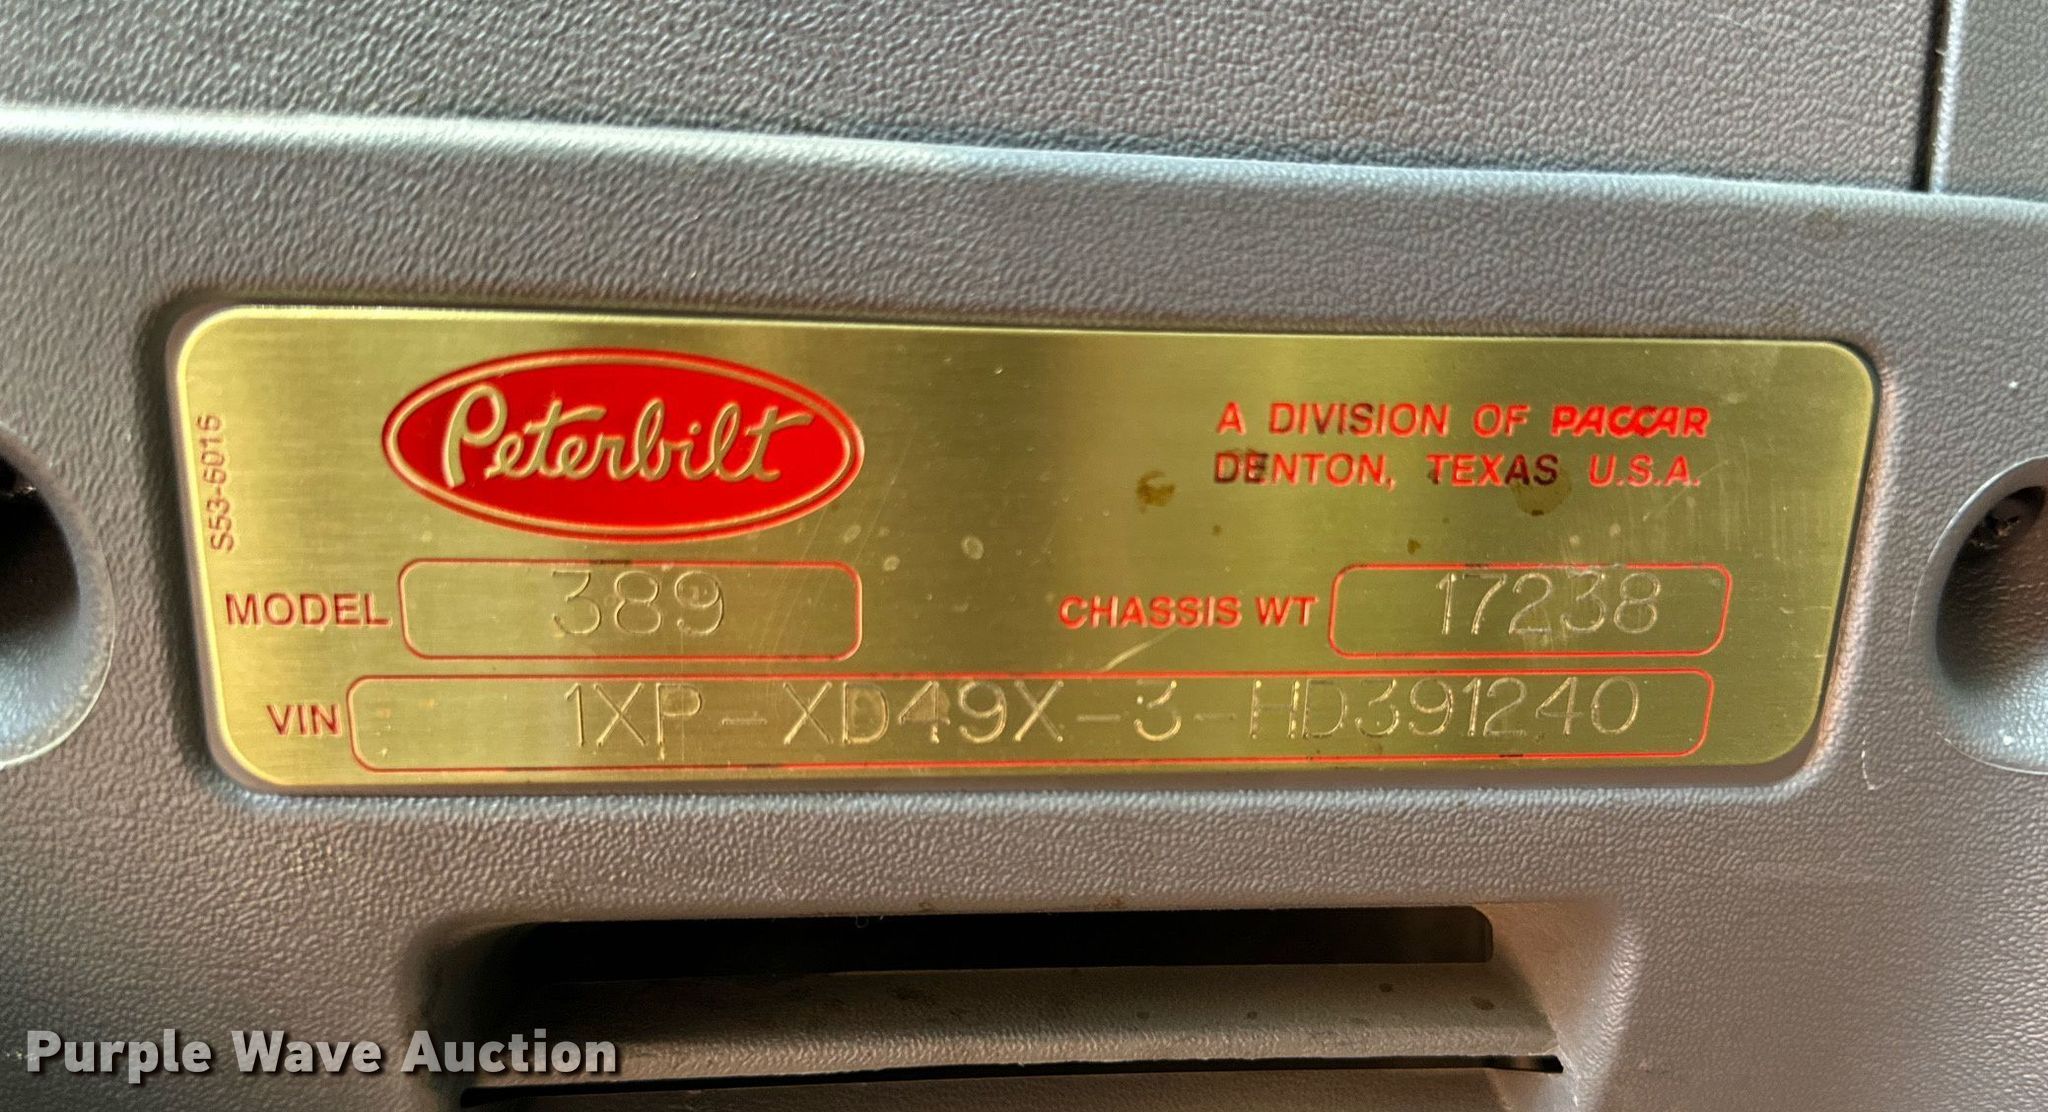 S53-6016
Peterbilt
A DIVISION OF PACCAR
DENTON, TEXAS U.S.A.
MODEL 389
CHASSIS WT 17238
VIN 1XP-XD49X-3-HD391240
Purple Wave Auction